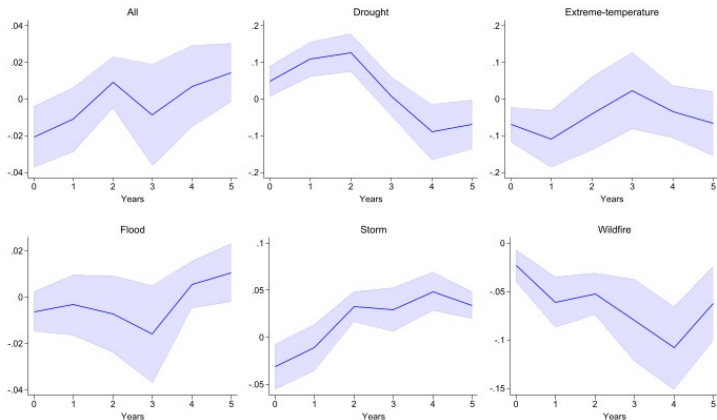 All
.04
.02
0
-.02
-.04
0 1 2 3 4 5
Years
Drought
.2
.1
0
-.1
-.2
0 1 2 3 4 5
Years
Extreme-temperature
.2
.1
0
-.1
-.2
0 1 2 3 4 5
Years
Flood
.02
0
-.02
-.04
0 1 2 3 4 5
Years
Storm
.1
.05
0
-.05
0 1 2 3 4 5
Years
Wildfire
0
-.05
-.1
-.15
0 1 2 3 4 5
Years